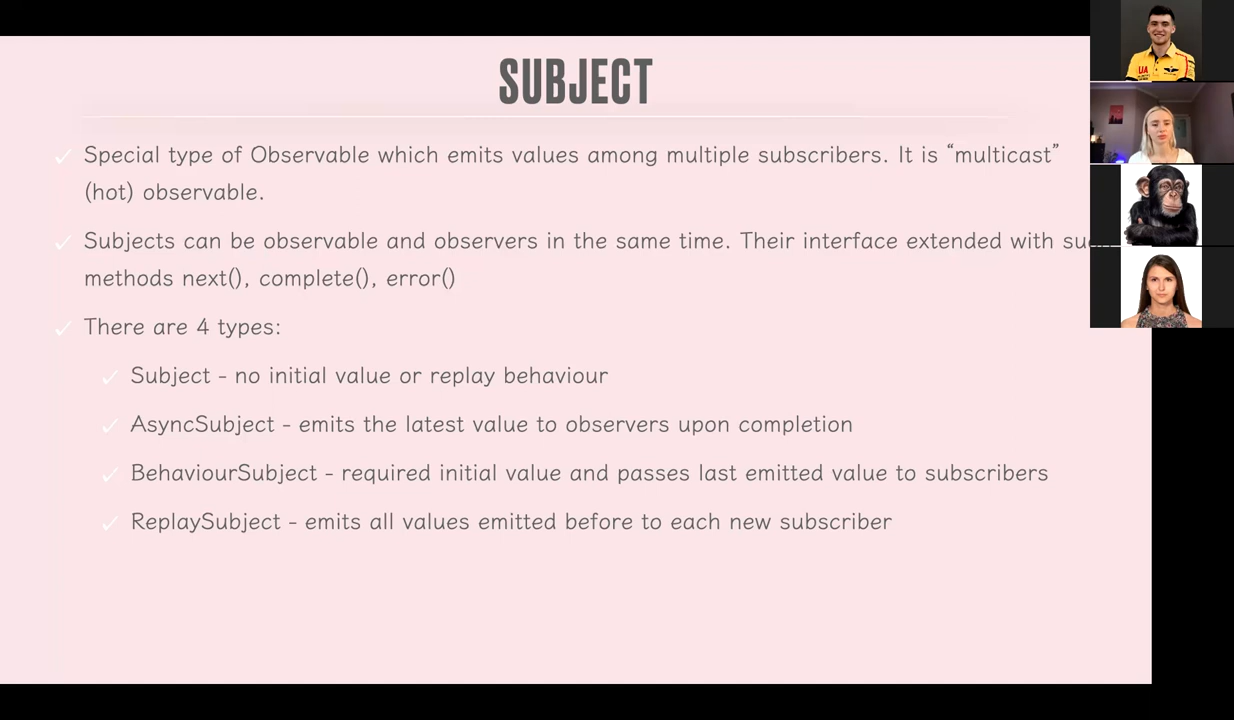 SUBJECT
Special type of Observable which emits values among multiple subscribers. It is “multicast”
(hot) observable.
Subjects can be observable and observers in the same time. Their interface extended with
methods next(), complete(), error()
There are 4 types:
Subject - no initial value or replay behaviour
AsyncSubject - emits the latest value to observers upon completion
BehaviourSubject - required initial value and passes last emitted value to subscribers
ReplaySubject - emits all values emitted before to each new subscriber
UA